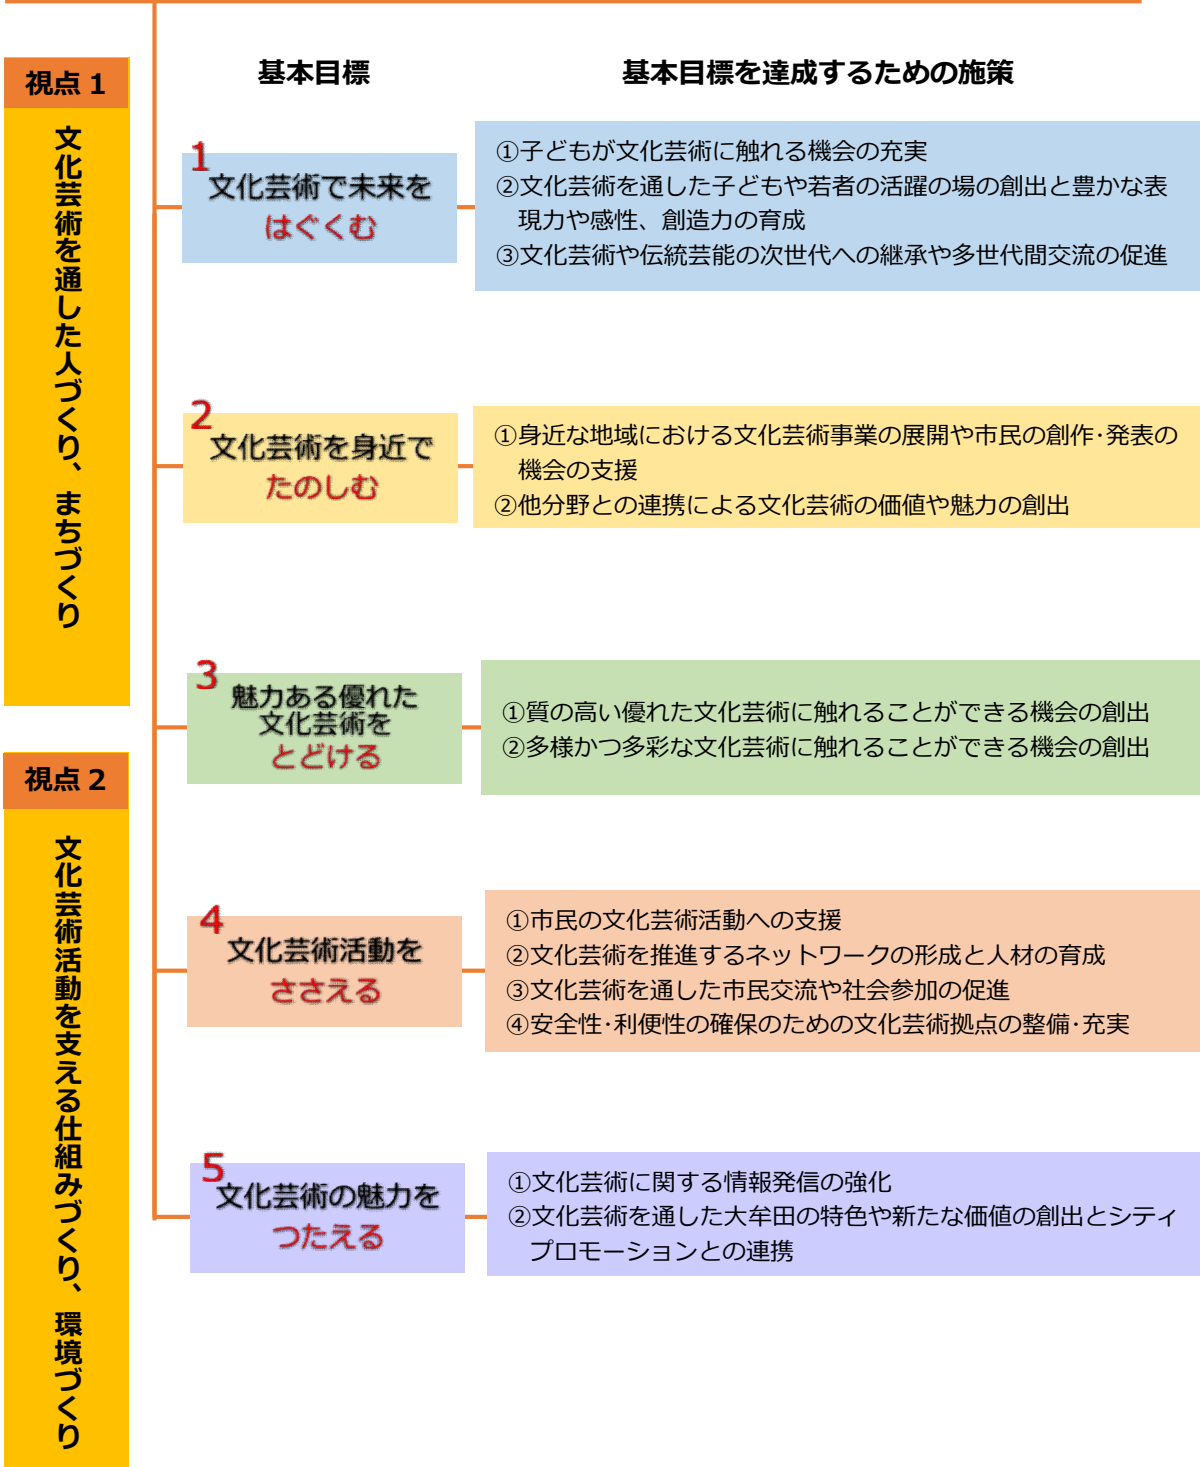 視点１
文化芸術を通した人づくり、まちづくり
視点２
文化芸術活動を支える仕組みづくり、環境づくり
基本目標
基本目標を達成するための施策
1
文化芸術で未来を
はぐくむ
①子どもが文化芸術に触れる機会の充実
②文化芸術を通した子どもや若者の活躍の場の創出と豊かな表
現力や感性、創造力の育成
③文化芸術や伝統芸能の次世代への継承や多世代間交流の促進
2
文化芸術を身近で
たのしむ
①身近な地域における文化芸術事業の展開や市民の創作･発表の
機会の支援
②他分野との連携による文化芸術の価値や魅力の創出
3
魅力ある優れた
文化芸術を
とどける
①質の高い優れた文化芸術に触れることができる機会の創出
②多様かつ多彩な文化芸術に触れることができる機会の創出
4
文化芸術活動を
ささえる
①市民の文化芸術活動への支援
②文化芸術を推進するネットワークの形成と人材の育成
③文化芸術を通した市民交流や社会参加の促進
④安全性･利便性の確保のための文化芸術拠点の整備･充実
5
文化芸術の魅力を
つたえる
①文化芸術に関する情報発信の強化
②文化芸術を通した大牟田の特色や新たな価値の創出とシティ
プロモーションとの連携